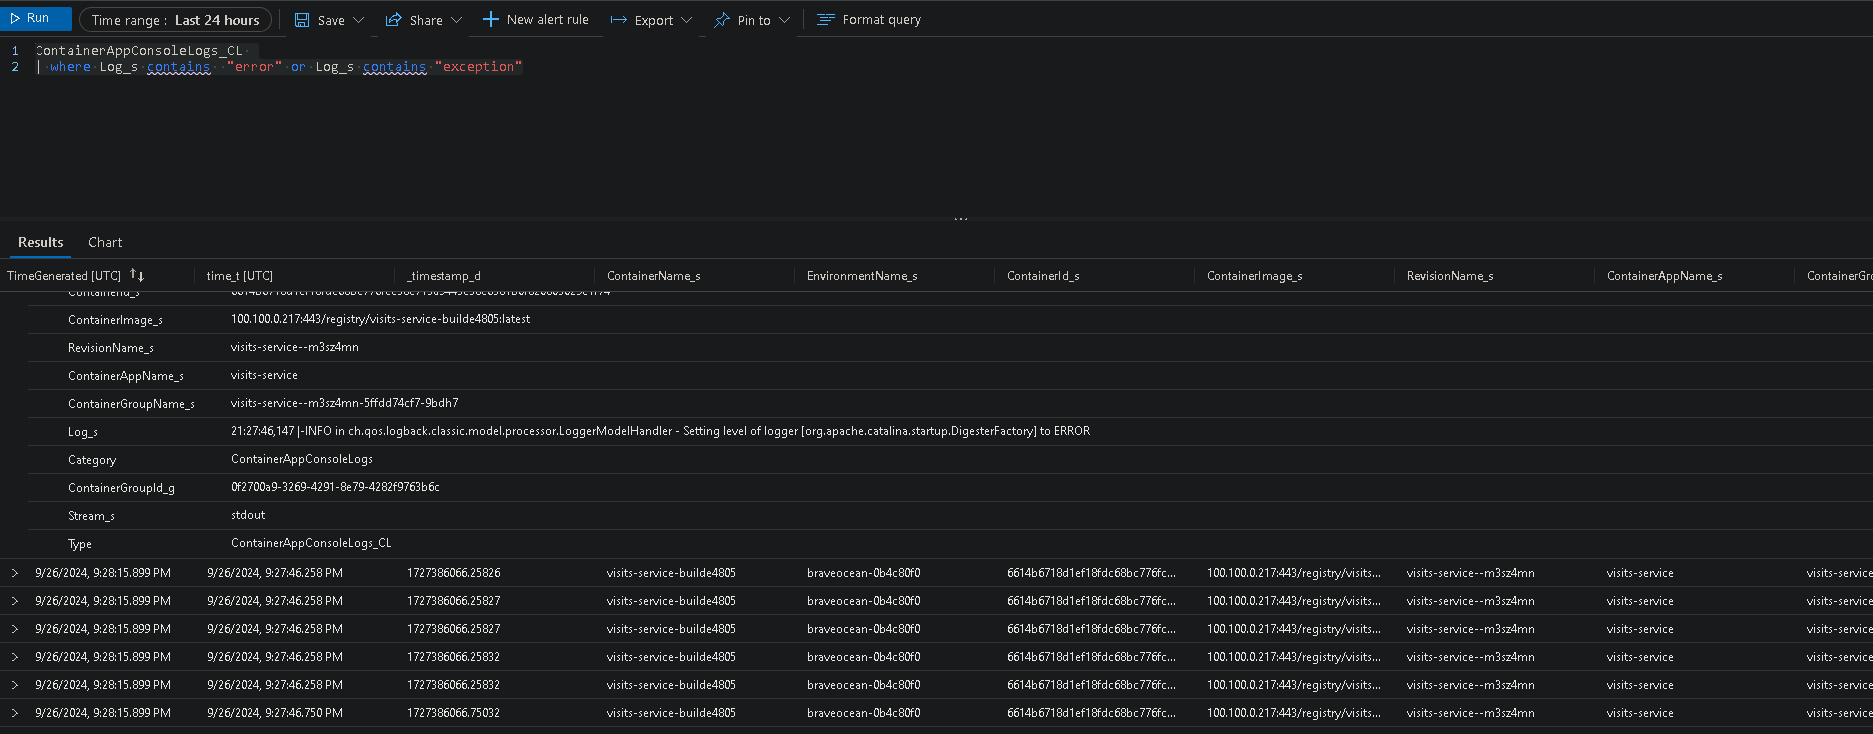 Run Time range : Last 24 hours Save Share New alert rule Export Pin to Format query
1 ContainerAppConsoleLogs_CL
2 | where Log_s contains "error" or Log_s contains "exception"
...
Results Chart
TimeGenerated [UTC] time_t [UTC] _timestamp_d ContainerName_s EnvironmentName_s ContainerId_s ContainerImage_s RevisionName_s ContainerAppName_s ContainerGro
ContainerId_s
ContainerImage_s 100.100.0.217:443/registry/visits-service-builde4805:latest
RevisionName_s visits-service--m3sz4mn
ContainerAppName_s visits-service
ContainerGroupName_s visits-service--m3sz4mn-5ffdd74cf7-9bdh7
Log_s 21:27:46,147 |-INFO in ch.qos.logback.classic.model.processor.LoggerModelHandler - Setting level of logger [org.apache.catalina.startup.DigesterFactory] to ERROR
Category ContainerAppConsoleLogs
ContainerGroupId_g 0f2700a9-3269-4291-8e79-4282f9763b6c
Stream_s stdout
Type ContainerAppConsoleLogs_CL
9/26/2024, 9:28:15.899 PM 9/26/2024, 9:27:46.258 PM 1727386066.25826 visits-service-builde4805 braveocean-0b4c80f0 6614b6718d1ef18fdc68bc776fc... 100.100.0.217:443/registry/visits... visits-service--m3sz4mn visits-service visits-service
9/26/2024, 9:28:15.899 PM 9/26/2024, 9:27:46.258 PM 1727386066.25827 visits-service-builde4805 braveocean-0b4c80f0 6614b6718d1ef18fdc68bc776fc... 100.100.0.217:443/registry/visits... visits-service--m3sz4mn visits-service visits-service
9/26/2024, 9:28:15.899 PM 9/26/2024, 9:27:46.258 PM 1727386066.25827 visits-service-builde4805 braveocean-0b4c80f0 6614b6718d1ef18fdc68bc776fc... 100.100.0.217:443/registry/visits... visits-service--m3sz4mn visits-service visits-service
9/26/2024, 9:28:15.899 PM 9/26/2024, 9:27:46.258 PM 1727386066.25832 visits-service-builde4805 braveocean-0b4c80f0 6614b6718d1ef18fdc68bc776fc... 100.100.0.217:443/registry/visits... visits-service--m3sz4mn visits-service visits-service
9/26/2024, 9:28:15.899 PM 9/26/2024, 9:27:46.258 PM 1727386066.25832 visits-service-builde4805 braveocean-0b4c80f0 6614b6718d1ef18fdc68bc776fc... 100.100.0.217:443/registry/visits... visits-service--m3sz4mn visits-service visits-service
9/26/2024, 9:28:15.899 PM 9/26/2024, 9:27:46.750 PM 1727386066.75032 visits-service-builde4805 braveocean-0b4c80f0 6614b6718d1ef18fdc68bc776fc... 100.100.0.217:443/registry/visits... visits-service--m3sz4mn visits-service visits-service